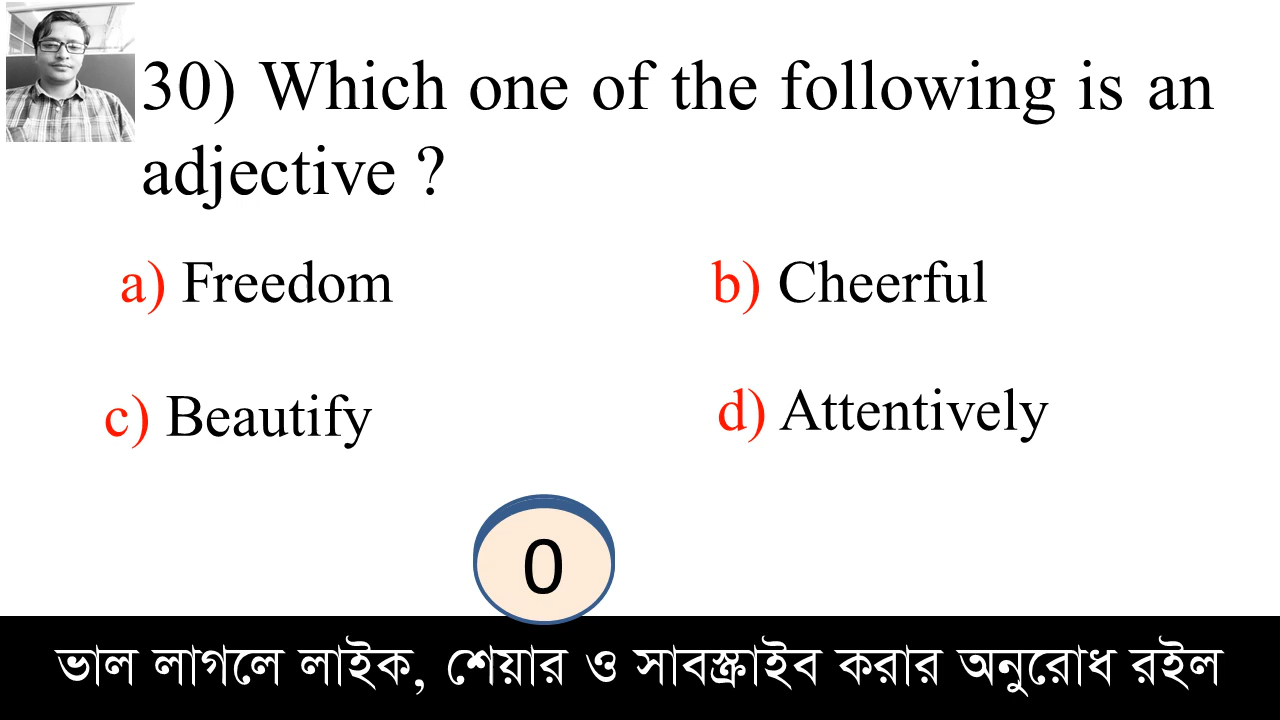 30) Which one of the following is an
adjective ?
a) Freedom b) Cheerful
c) Beautify d) Attentively
0
ভাল লাগলে লাইক, শেয়ার ও সাবস্ক্রাইব করার অনুরোধ রইল